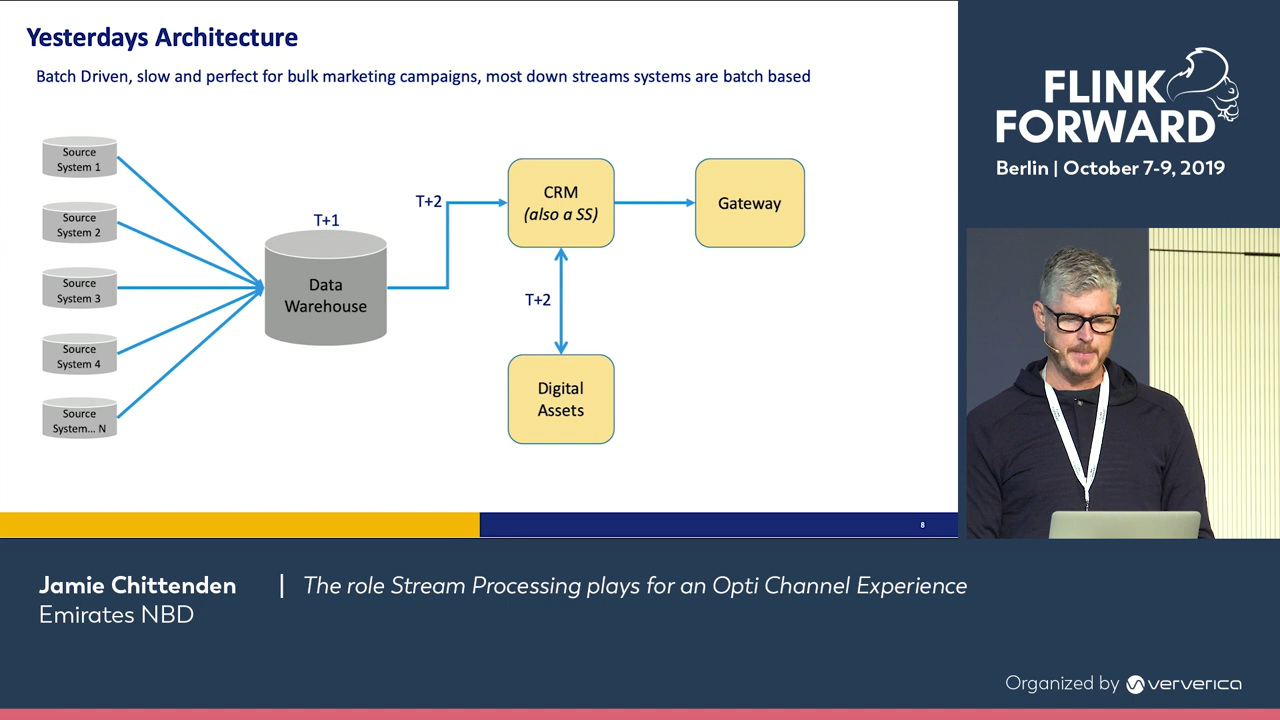 Yesterdays Architecture
Batch Driven, slow and perfect for bulk marketing campaigns, most down streams systems are batch based
Source
System 1
Source
System 2
Source
System 3
Source
System 4
Source
System... N
T+1
Data
Warehouse
T+2
CRM
(also a SS)
Gateway
T+2
Digital
Assets
8
FLINK
FORWARD
Berlin | October 7-9, 2019
Jamie Chittenden | The role Stream Processing plays for an Opti Channel Experience
Emirates NBD
Organized by ververica